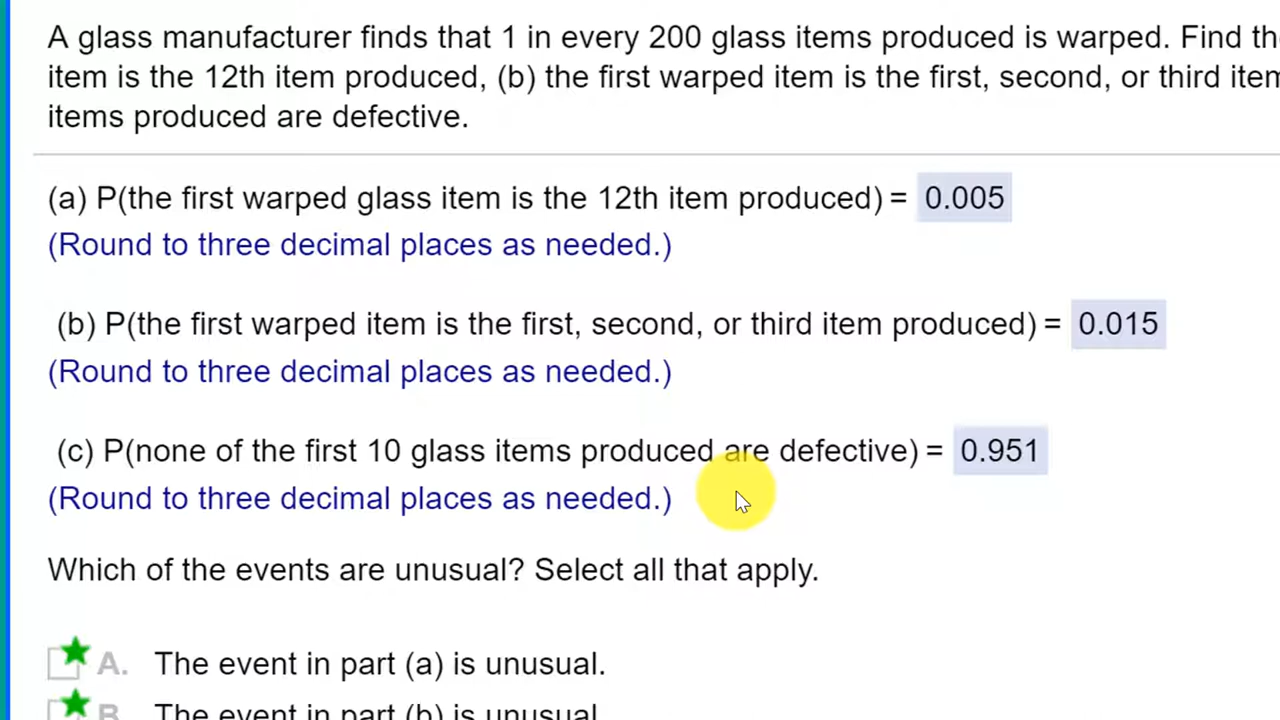 A glass manufacturer finds that 1 in every 200 glass items produced is warped. Find th
item is the 12th item produced, (b) the first warped item is the first, second, or third item
items produced are defective.
(a) P(the first warped glass item is the 12th item produced) = 0.005
(Round to three decimal places as needed.)
(b) P(the first warped item is the first, second, or third item produced) = 0.015
(Round to three decimal places as needed.)
(c) P(none of the first 10 glass items produced are defective) = 0.951
(Round to three decimal places as needed.)
Which of the events are unusual? Select all that apply.
A. The event in part (a) is unusual.
B. The event in part (b) is unusual.